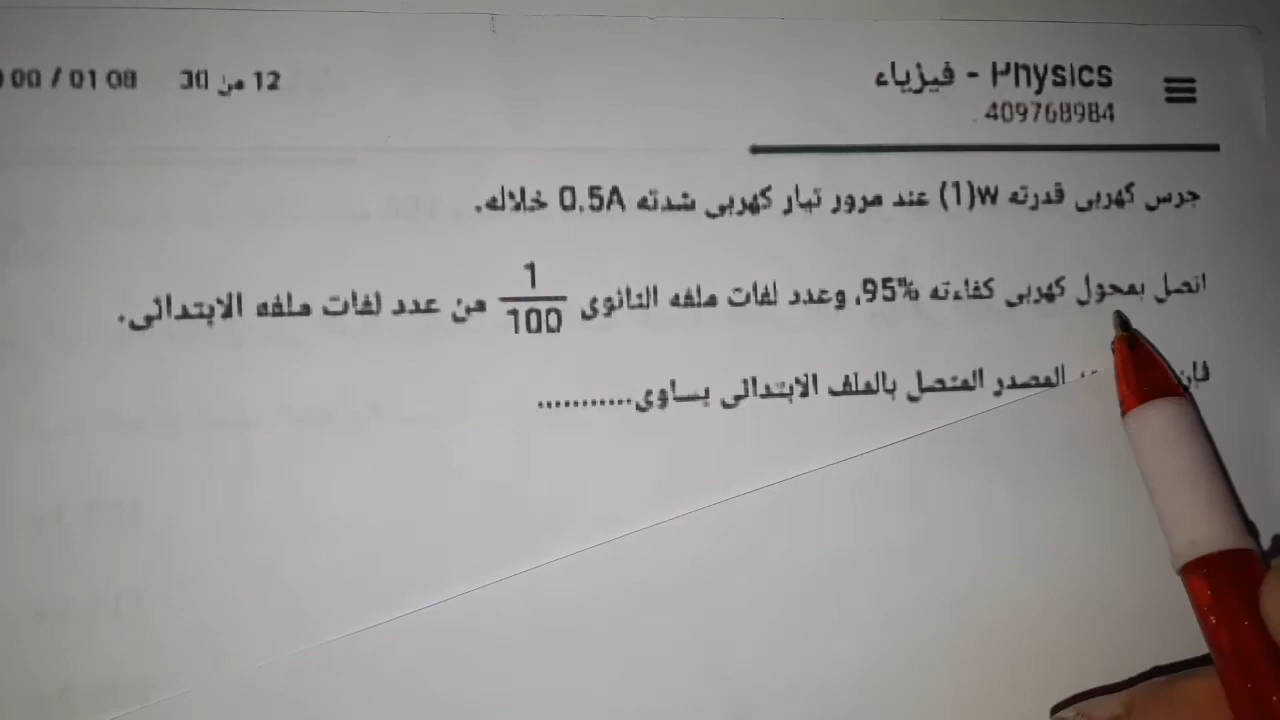 Physics - فيزياء
409768984
12 من 30
00 / 01 08
جرس كهربى قدرته 1)w) عند مرور تيار كهربى شدته 0.5A خلاله.
اتصل بمحول كهربى كفاءته 95%، وعدد لفات ملفه الثانوى 1/100 من عدد لفات ملفه الابتدائى.
فإن المصدر المتصل بالملف الابتدائى يساوى...........